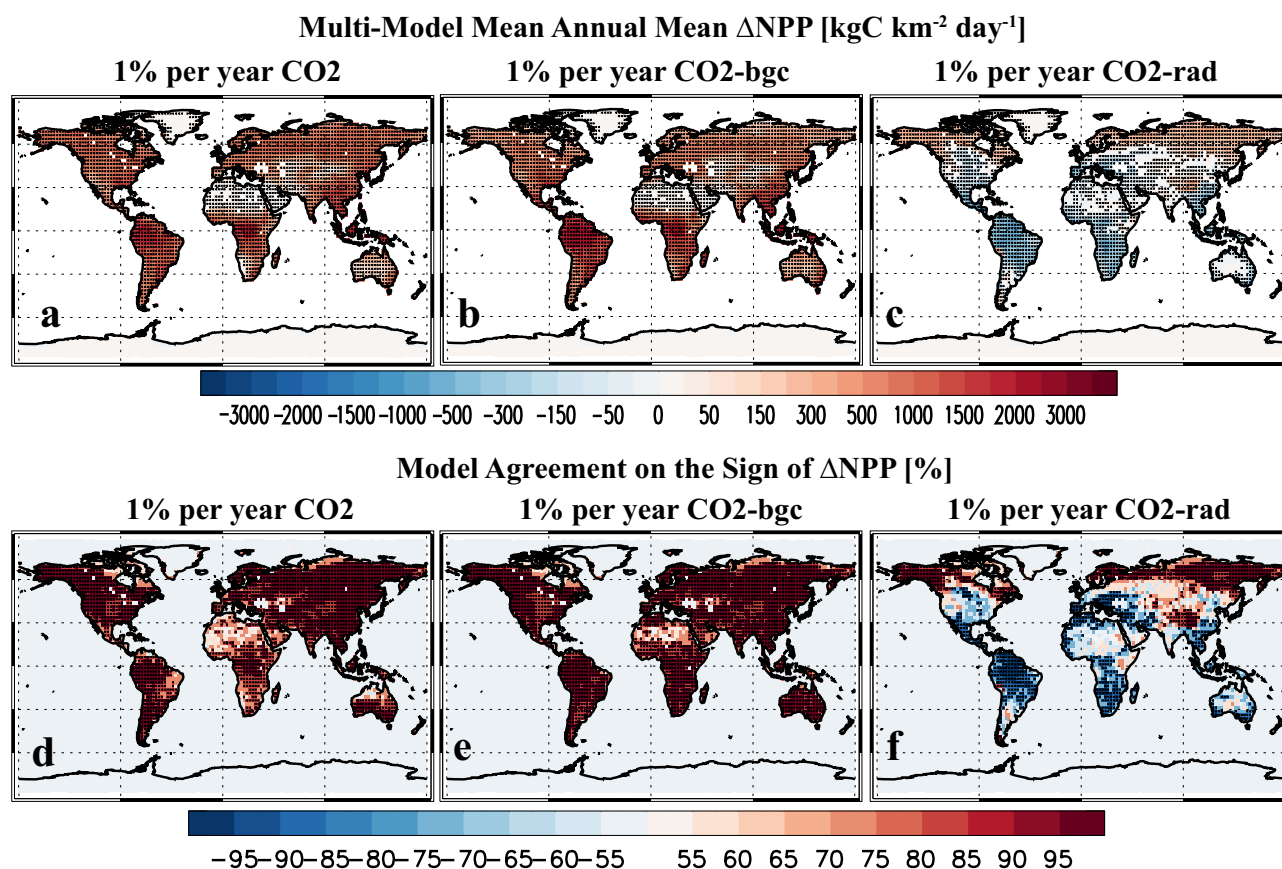 Multi-Model Mean Annual Mean ΔNPP [kgC km⁻² day⁻¹]
1% per year CO2 1% per year CO2-bgc 1% per year CO2-rad
a b c
-3000 -2000 -1500 -1000 -500 -300 -150 -50 0 50 150 300 500 1000 1500 2000 3000
Model Agreement on the Sign of ΔNPP [%]
1% per year CO2 1% per year CO2-bgc 1% per year CO2-rad
d e f
-95-90-85-80-75-70-65-60-55 55 60 65 70 75 80 85 90 95